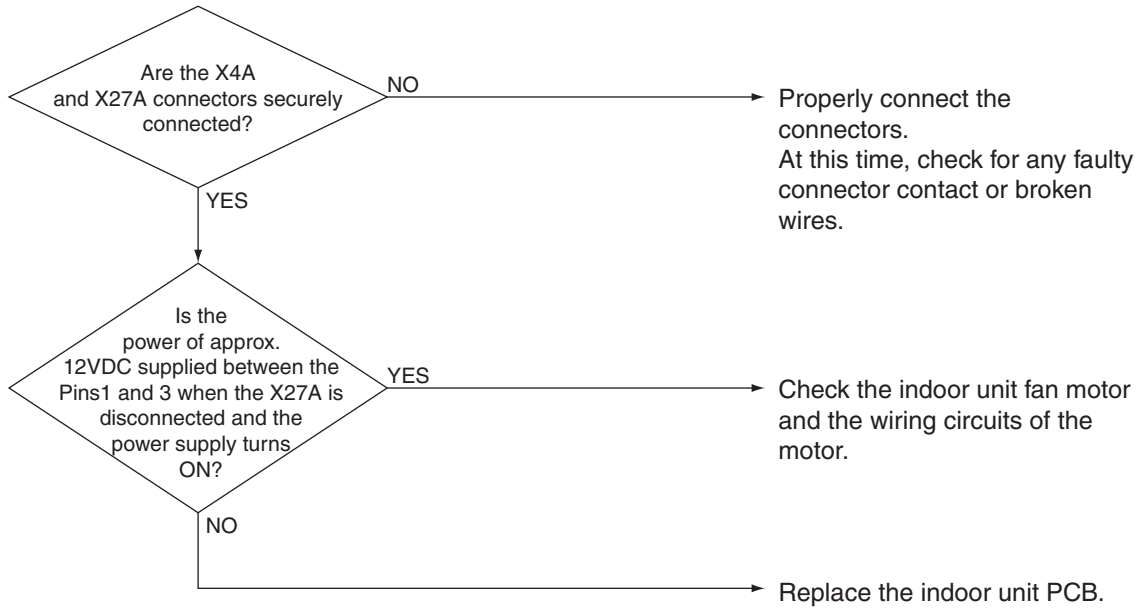 Are the X4A
and X27A connectors securely
connected?
NO
Properly connect the
connectors.
At this time, check for any faulty
connector contact or broken
wires.
YES
Is the
power of approx.
12VDC supplied between the
Pins1 and 3 when the X27A is
disconnected and the
power supply turns
ON?
YES
Check the indoor unit fan motor
and the wiring circuits of the
motor.
NO
Replace the indoor unit PCB.